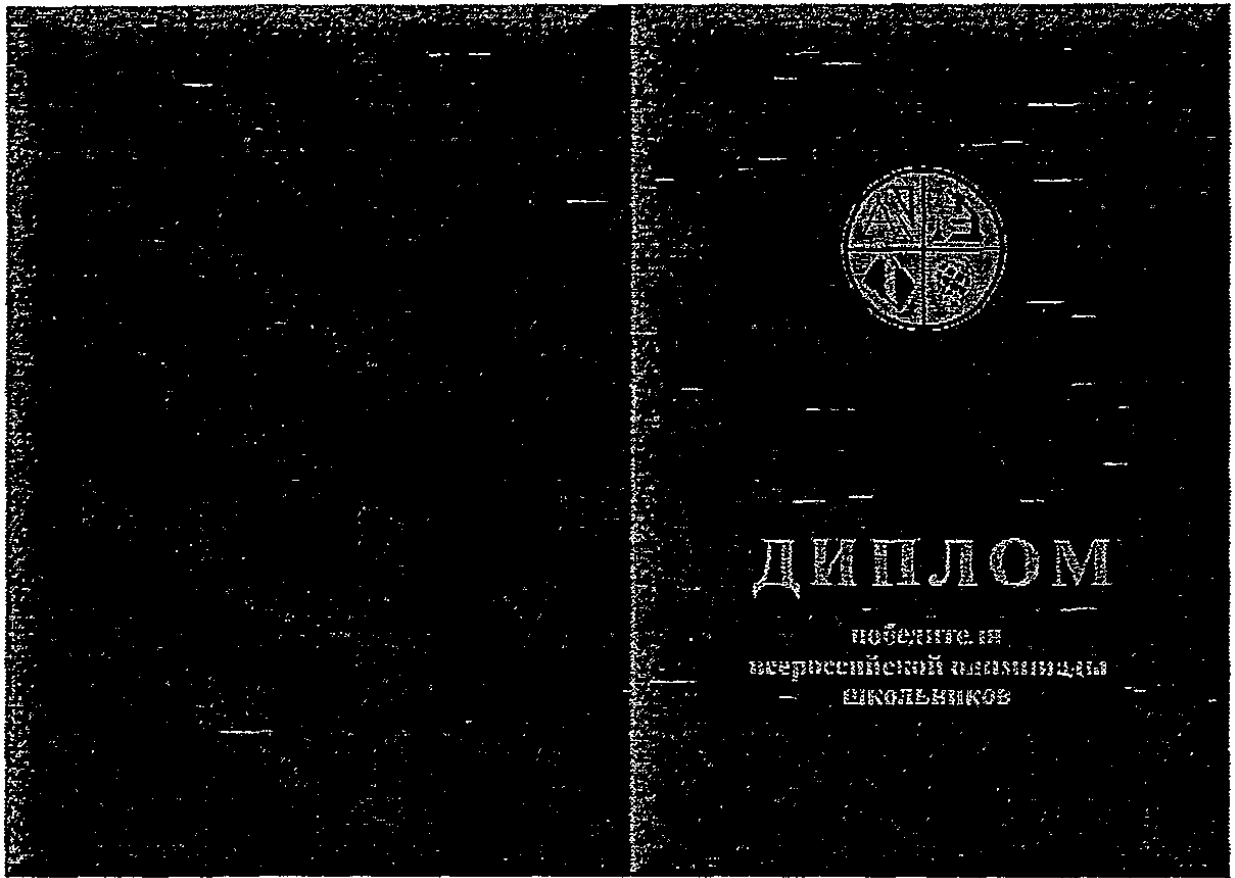 ДИПЛОМ
победителя
всероссийской олимпиады
школьников